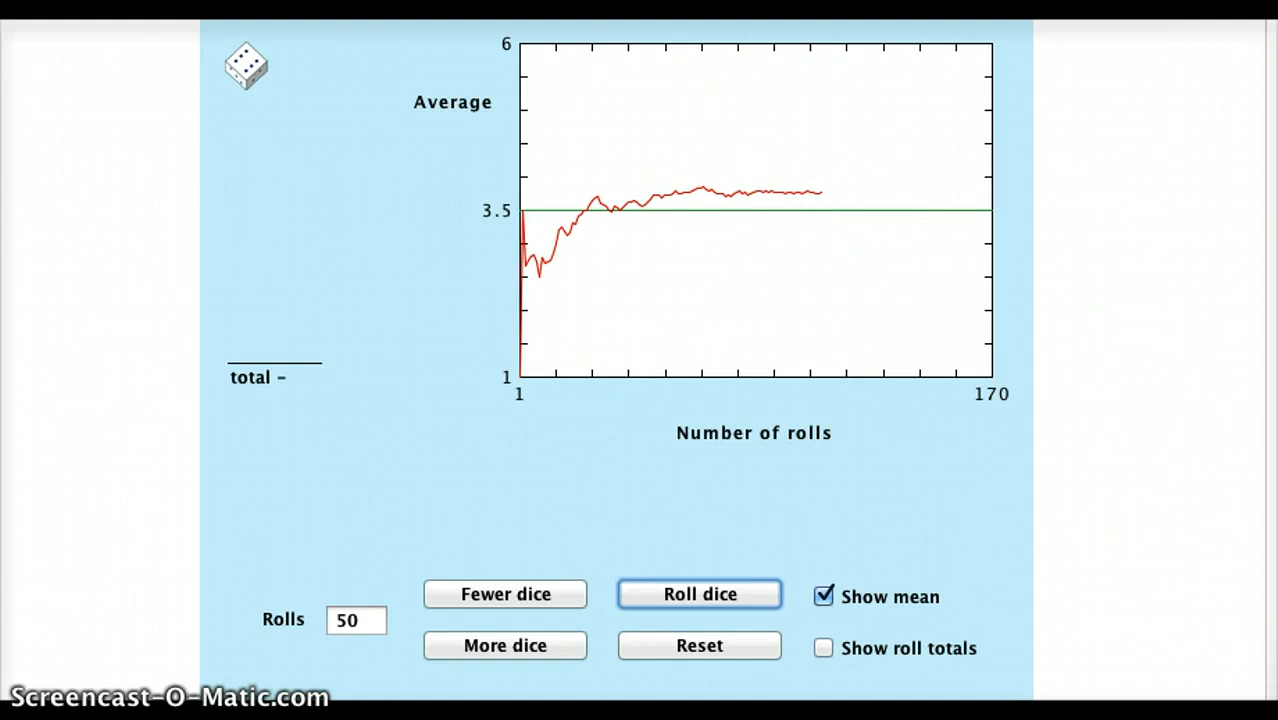 6
Average
3.5
total –
1
1
170
Number of rolls
Fewer dice
Roll dice
Show mean
Rolls
50
More dice
Reset
Show roll totals
Screencast-O-Matic.com